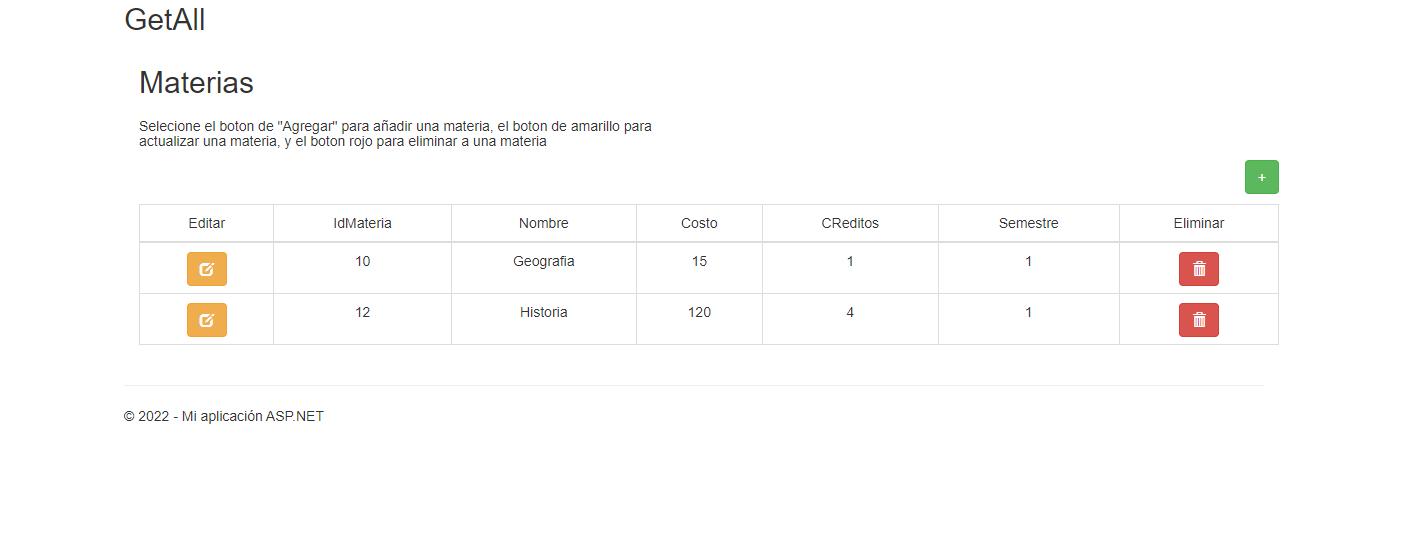 GetAll
Materias
Selecione el boton de "Agregar" para añadir una materia, el boton de amarillo para
actualizar una materia, y el boton rojo para eliminar a una materia
+
Editar IdMateria Nombre Costo CReditos Semestre Eliminar
10 Geografia 15 1 1
12 Historia 120 4 1
© 2022 - Mi aplicación ASP.NET